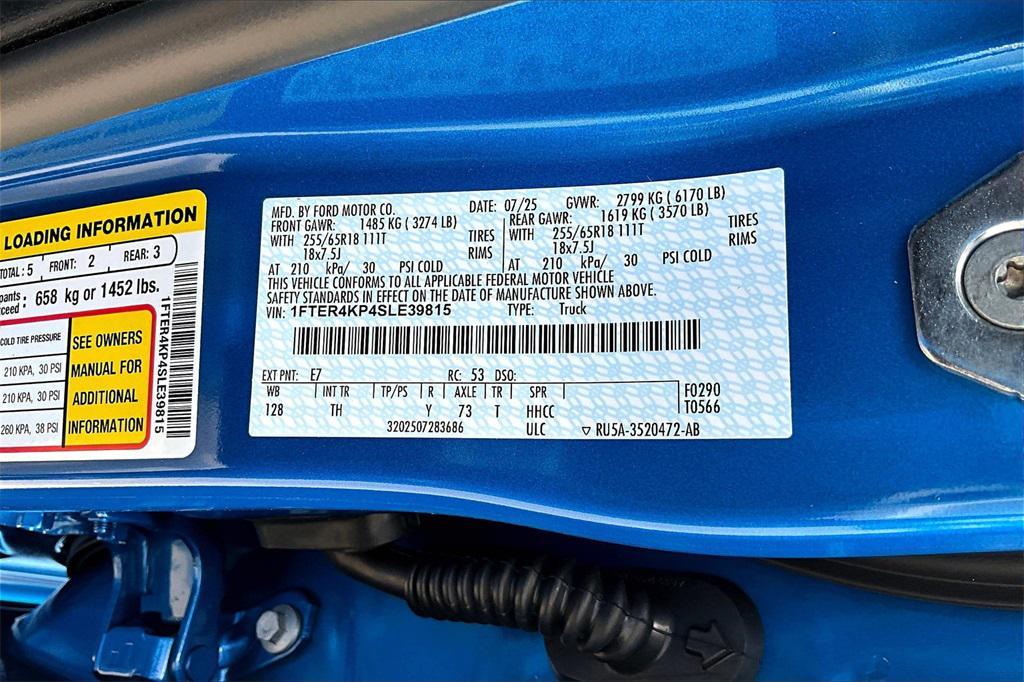 LOADING INFORMATION
TOTAL: 5 FRONT: 2 REAR: 3
658 kg or 1452 lbs.
COLD TIRE PRESSURE
210 KPA, 30 PSI
210 KPA, 30 PSI
260 KPA, 38 PSI
SEE OWNERS
MANUAL FOR
ADDITIONAL
INFORMATION
1FTER4KP4SLE39815
MFD. BY FORD MOTOR CO. DATE: 07/25 GVWR: 2799 KG ( 6170 LB)
FRONT GAWR: 1485 KG ( 3274 LB) REAR GAWR: 1619 KG ( 3570 LB)
WITH 255/65R18 111T TIRES WITH 255/65R18 111T TIRES
18x7.5J RIMS 18x7.5J RIMS
AT 210 kPa/ 30 PSI COLD AT 210 kPa/ 30 PSI COLD
THIS VEHICLE CONFORMS TO ALL APPLICABLE FEDERAL MOTOR VEHICLE
SAFETY STANDARDS IN EFFECT ON THE DATE OF MANUFACTURE SHOWN ABOVE.
VIN: 1FTER4KP4SLE39815 TYPE: Truck
EXT PNT: E7 RC: 53 DSO:
WB INT TR TP/PS R AXLE TR SPR F0290
128 TH Y 73 T HHCC T0566
3202507283686 ULC RU5A-3520472-AB